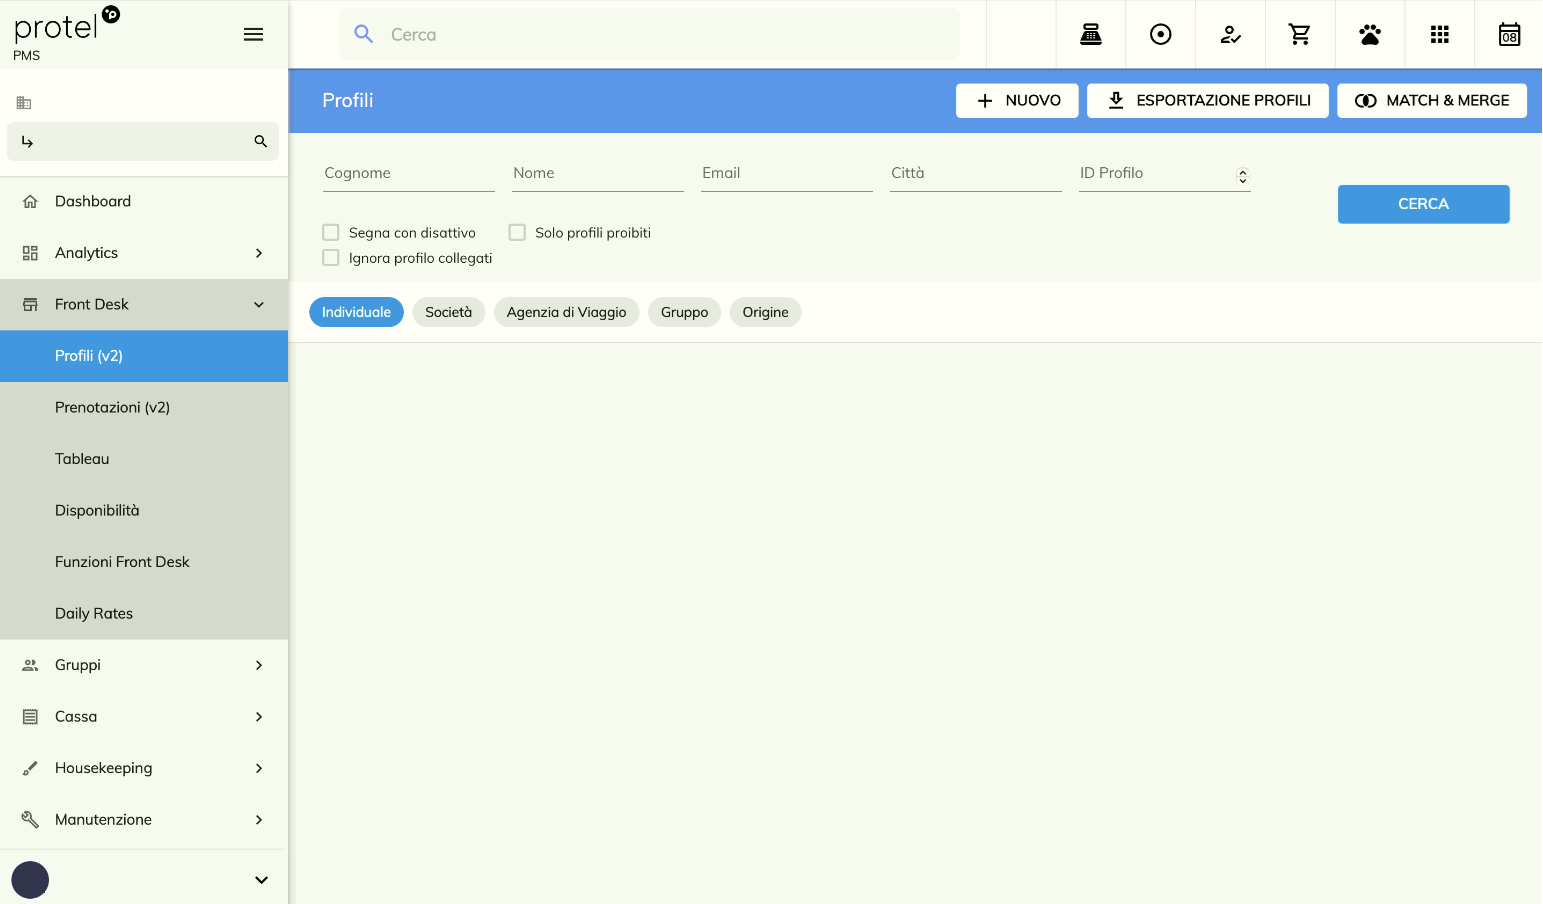 protel
PMS
Cerca
08
Profili
NUOVO
ESPORTAZIONE PROFILI
MATCH & MERGE
Cognome
Nome
Email
Città
ID Profilo
CERCA
Segna con disattivo
Solo profili proibiti
Ignora profilo collegati
Individuale
Società
Agenzia di Viaggio
Gruppo
Origine
Dashboard
Analytics
Front Desk
Profili (v2)
Prenotazioni (v2)
Tableau
Disponibilità
Funzioni Front Desk
Daily Rates
Gruppi
Cassa
Housekeeping
Manutenzione